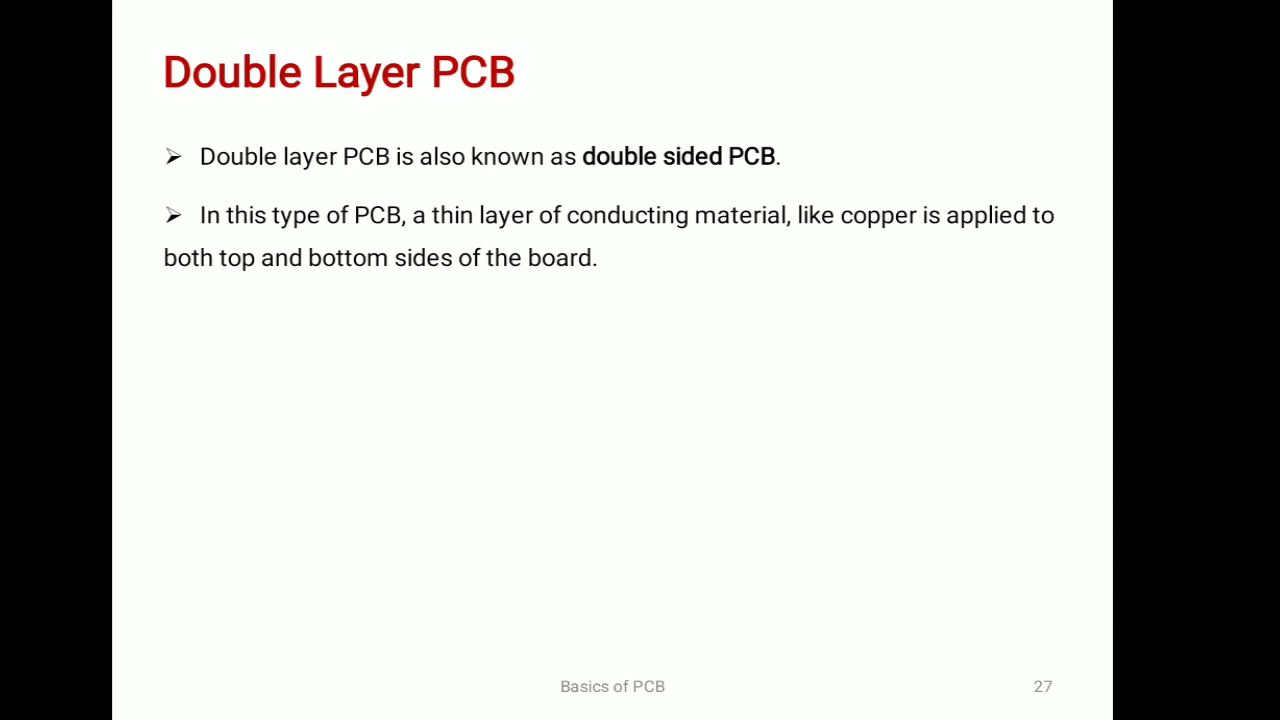 Double Layer PCB
➢ Double layer PCB is also known as double sided PCB.
➢ In this type of PCB, a thin layer of conducting material, like copper is applied to
both top and bottom sides of the board.
Basics of PCB
27